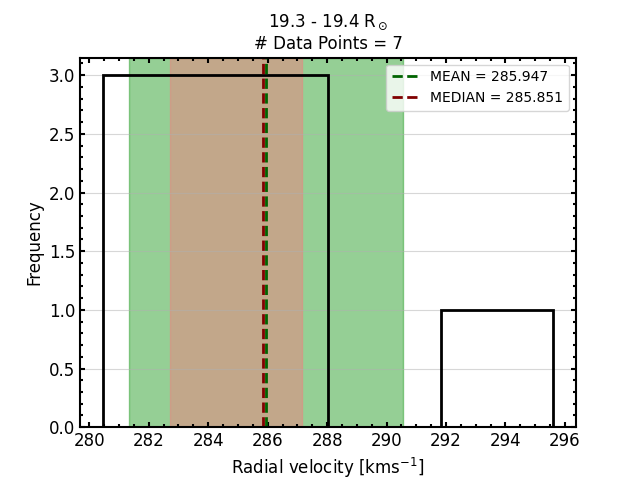 19.3 - 19.4 R⊙
# Data Points = 7
MEAN = 285.947
MEDIAN = 285.851
3.0
2.5
2.0
1.5
1.0
0.5
0.0
Frequency
280 282 284 286 288 290 292 294 296
Radial velocity [kms⁻¹]